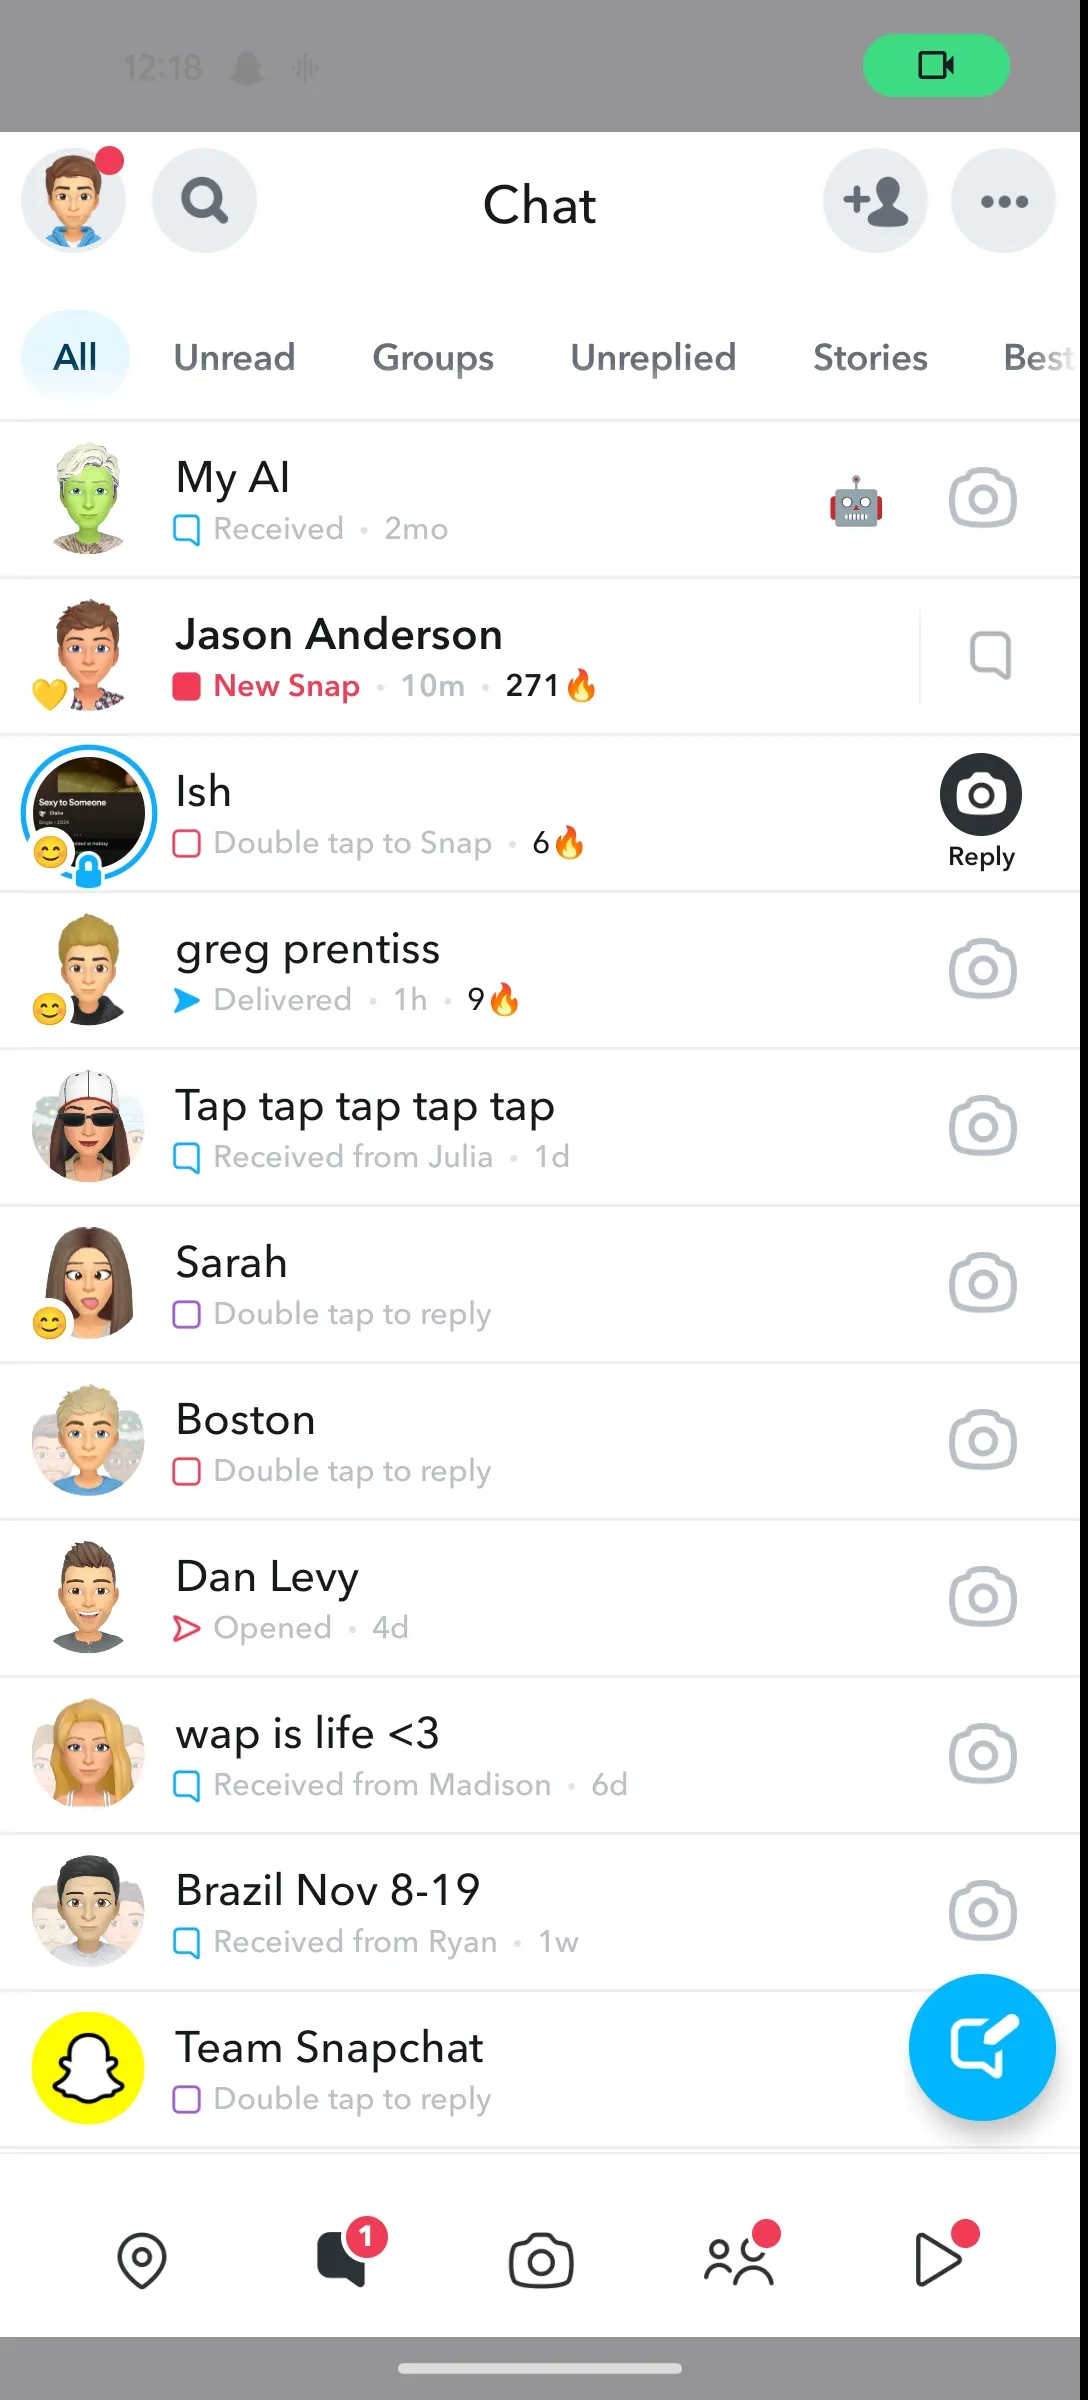 12:18
Chat
All Unread Groups Unreplied Stories Best
My AI
Received • 2mo
Jason Anderson
New Snap • 10m • 271🔥
Sexy to Someone
Clairo
Ish
Double tap to Snap • 6🔥
Reply
greg prentiss
Delivered • 1h • 9🔥
Tap tap tap tap tap
Received from Julia • 1d
Sarah
Double tap to reply
Boston
Double tap to reply
Dan Levy
Opened • 4d
wap is life <3
Received from Madison • 6d
Brazil Nov 8-19
Received from Ryan • 1w
Team Snapchat
Double tap to reply
1